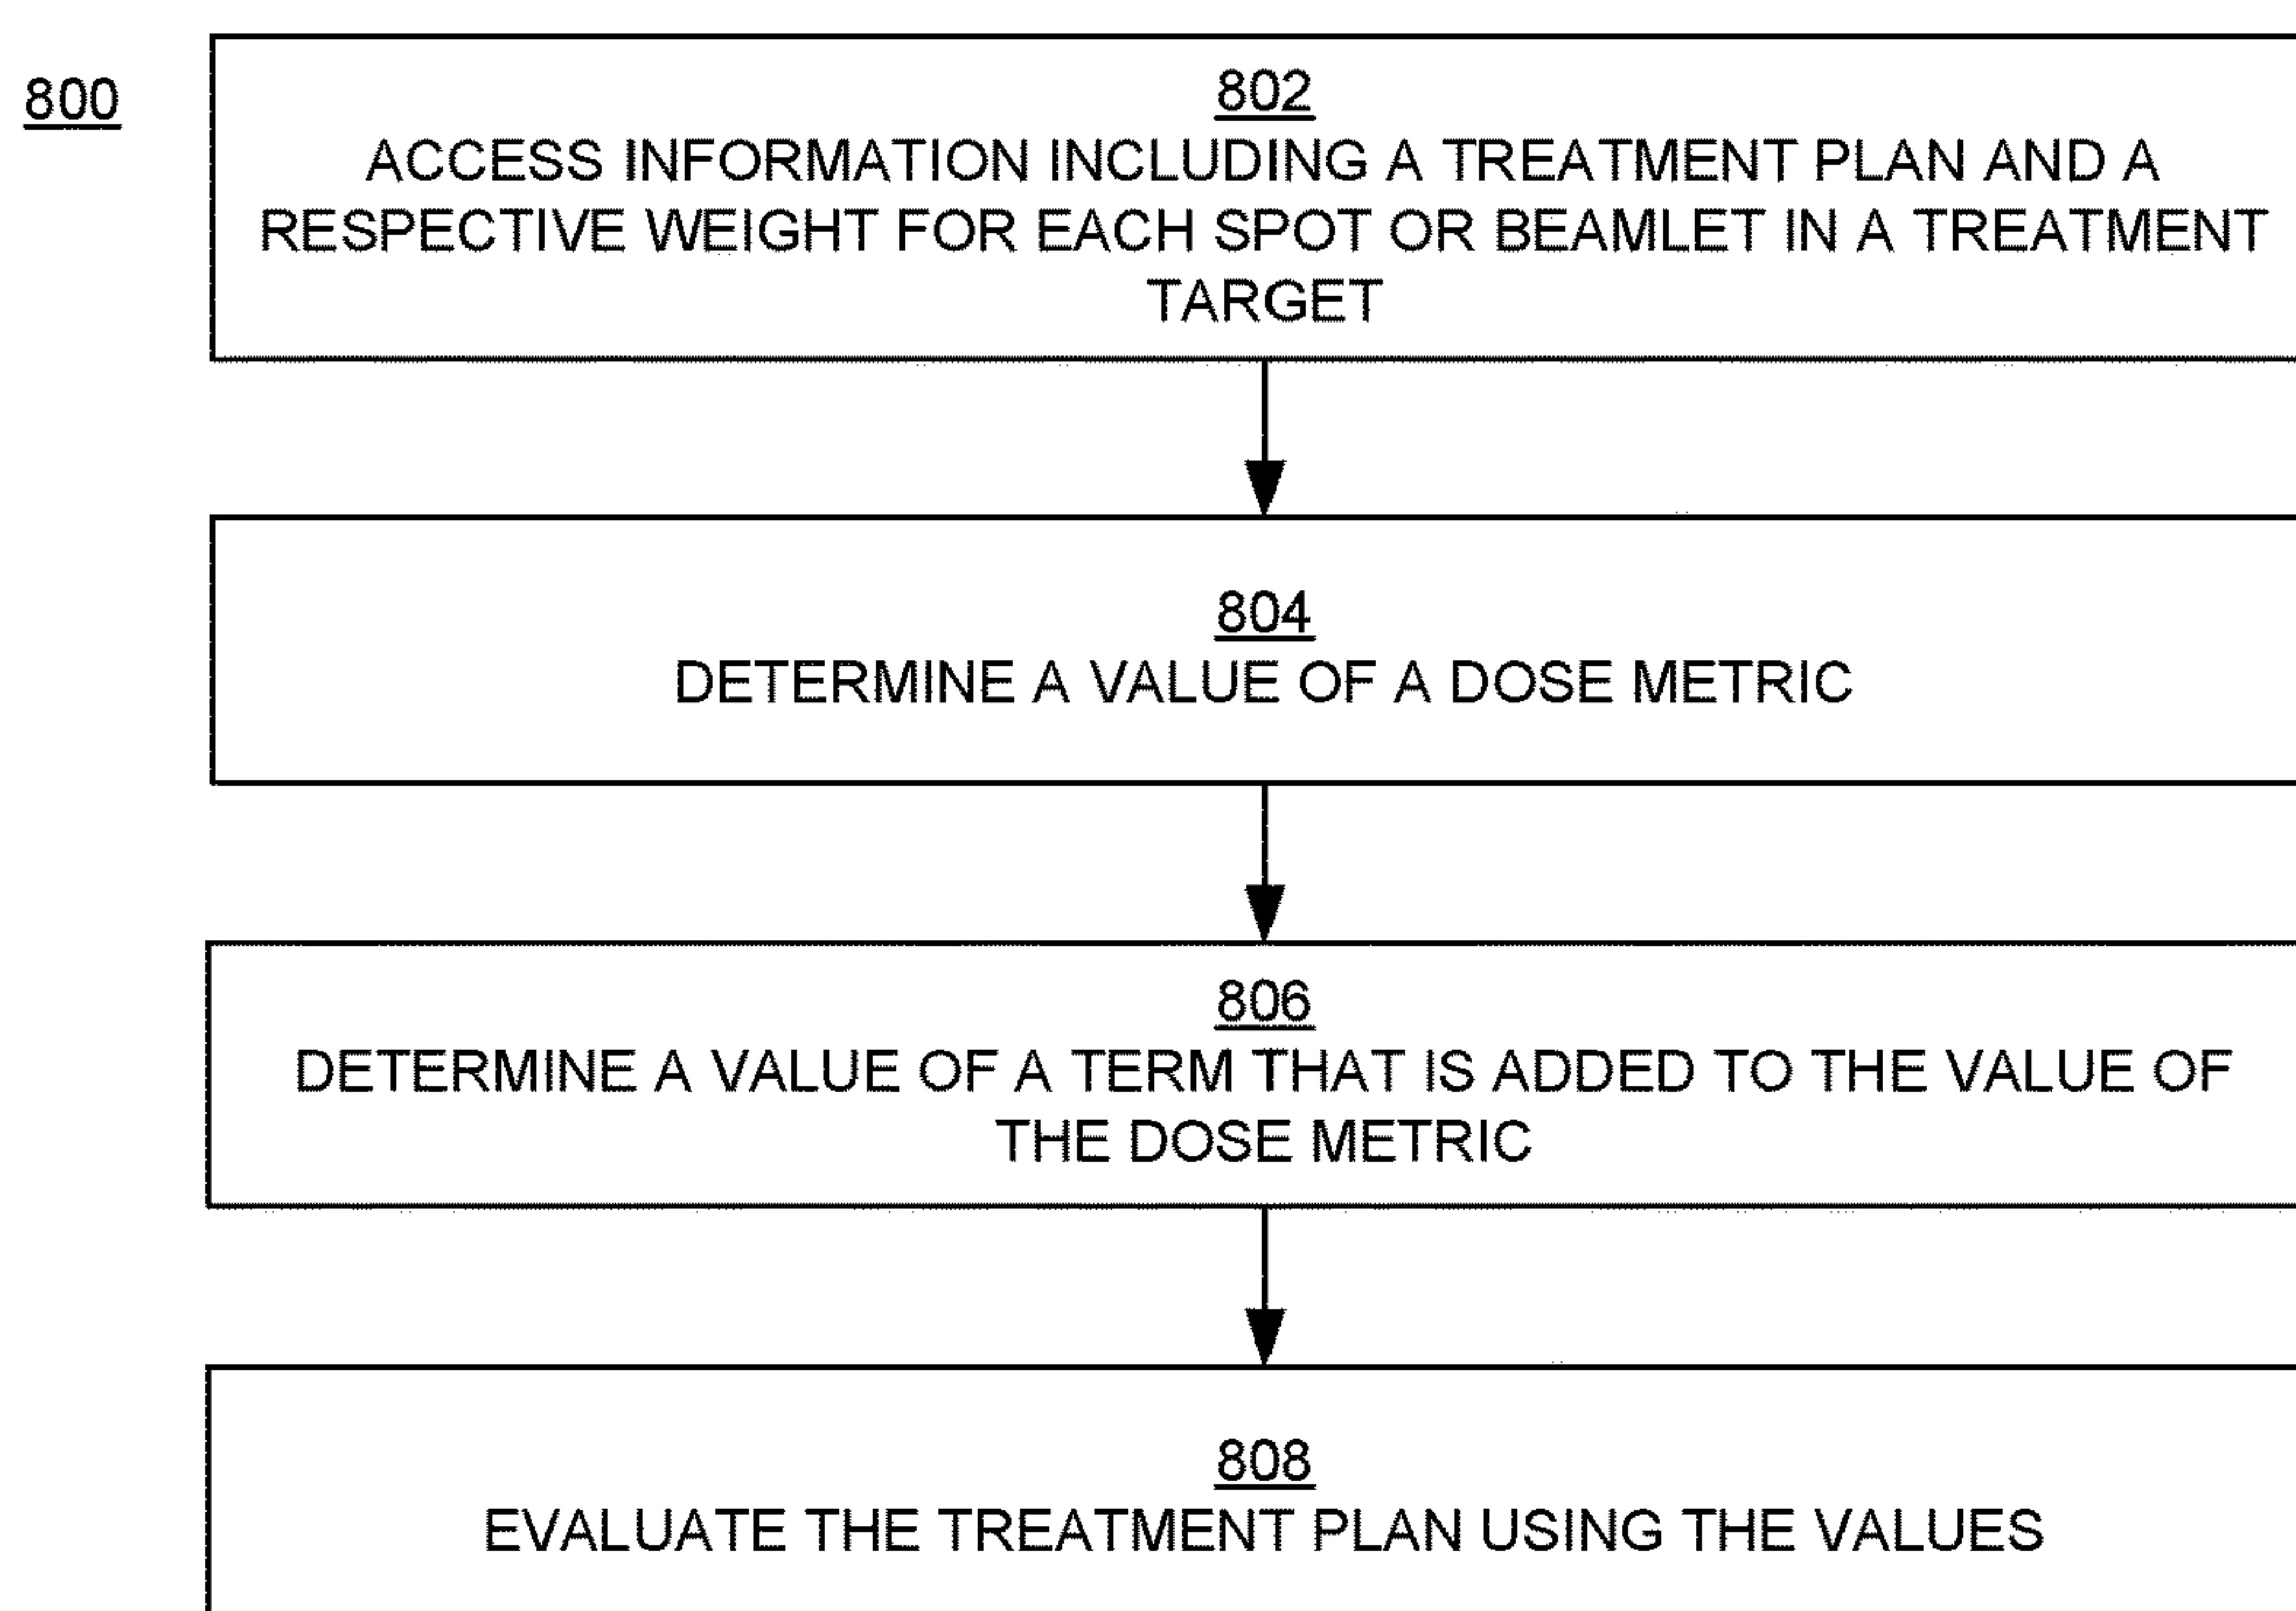 800
802
ACCESS INFORMATION INCLUDING A TREATMENT PLAN AND A
RESPECTIVE WEIGHT FOR EACH SPOT OR BEAMLET IN A TREATMENT
TARGET
804
DETERMINE A VALUE OF A DOSE METRIC
806
DETERMINE A VALUE OF A TERM THAT IS ADDED TO THE VALUE OF
THE DOSE METRIC
808
EVALUATE THE TREATMENT PLAN USING THE VALUES